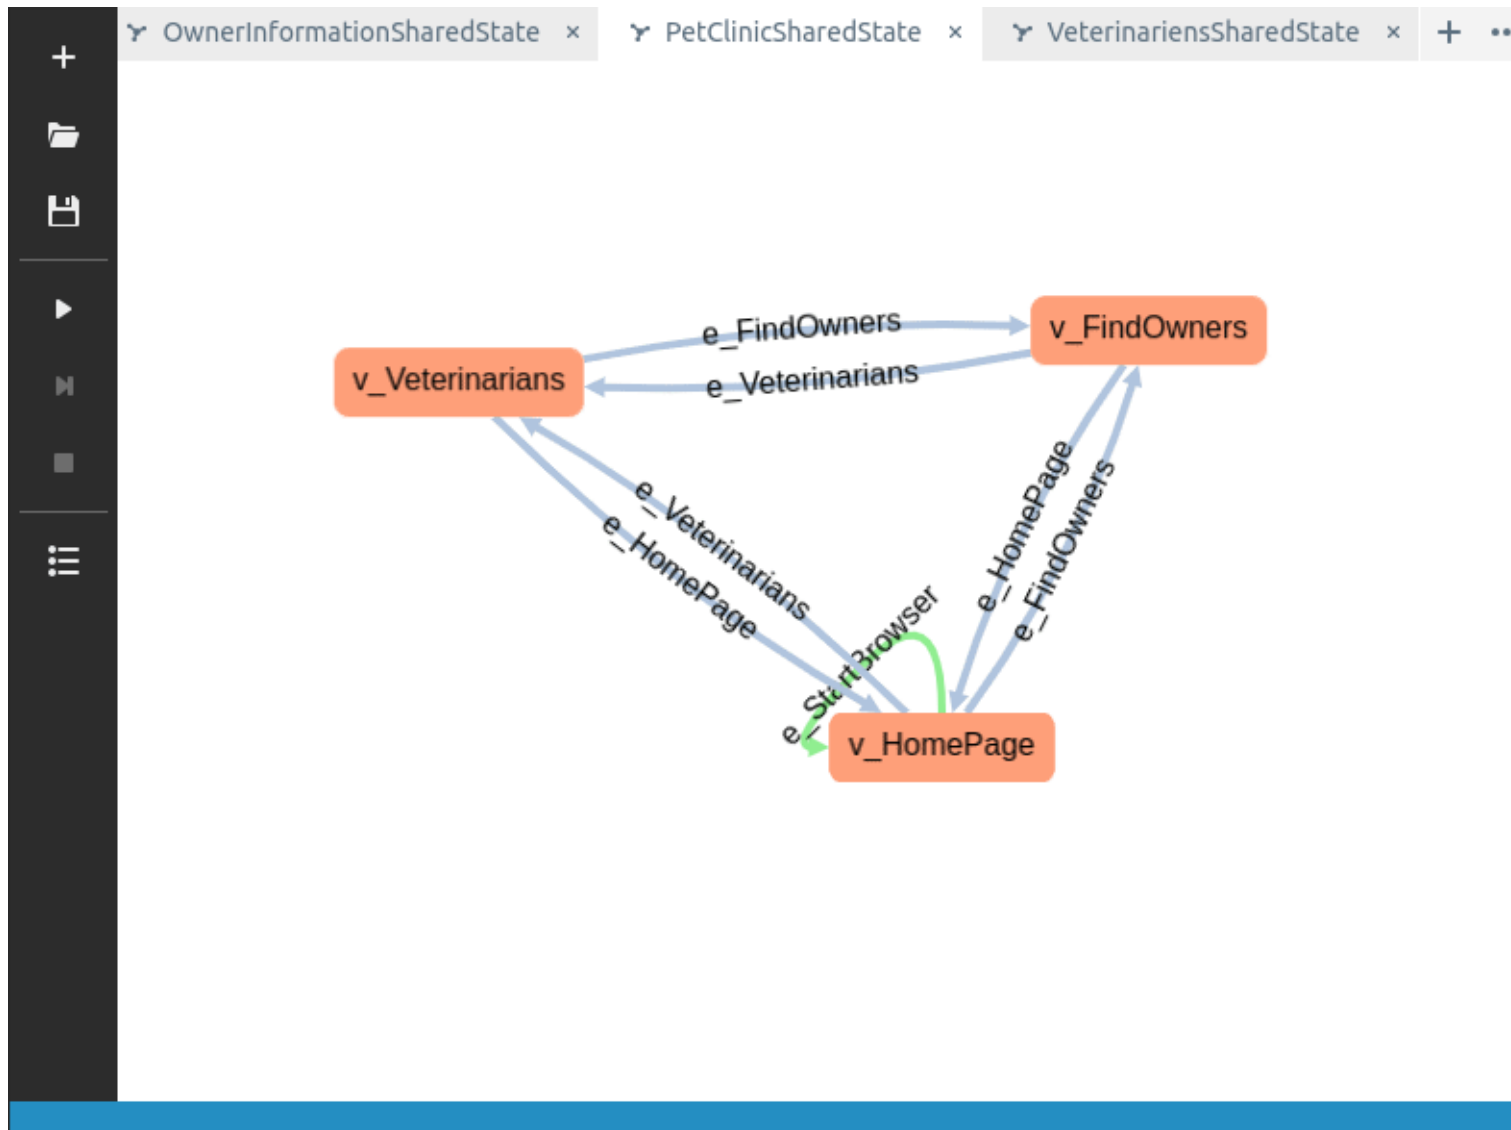 OwnerInformationSharedState ×
PetClinicSharedState ×
VeterinariensSharedState ×
e_FindOwners
v_FindOwners
v_Veterinarians
e_Veterinarians
e_HomePage
e_Veterinarians
e_HomePage
e_FindOwners
e_StartBrowser
v_HomePage